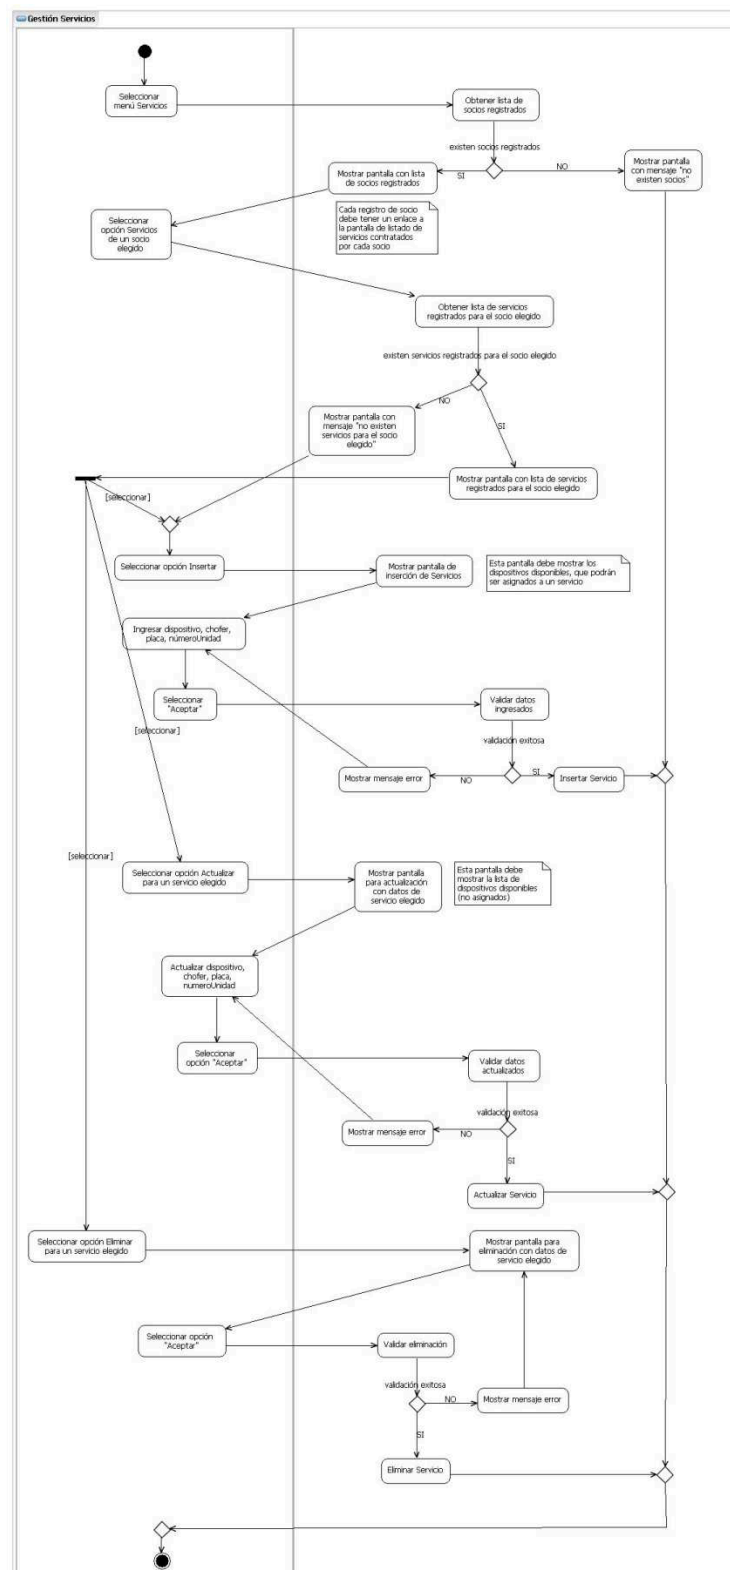 Gestión Servicios
Seleccionar
menú Servicios
Obtener lista de
socios registrados
existen socios registrados
SI
NO
Mostrar pantalla
con mensaje "no
existen socios"
Mostrar pantalla con lista
de socios registrados
Cada registro de socio
debe tener un enlace a
la pantalla de listado de
servicios contratados
por cada socio
Seleccionar
opción Servicios
de un socio
elegido
Obtener lista de servicios
registrados para el socio elegido
existen servicios registrados para el socio elegido
NO
SI
Mostrar pantalla con
mensaje "no existen
servicios para el socio
elegido"
Mostrar pantalla con lista de servicios
registrados para el socio elegido
[seleccionar]
Seleccionar opción Insertar
Mostrar pantalla de
inserción de Servicios
Esta pantalla debe mostrar los
dispositivos disponibles, que podrán
ser asignados a un servicio
Ingresar dispositivo, chofer,
placa, númeroUnidad
Seleccionar
"Aceptar"
Validar datos
ingresados
[seleccionar]
validación exitosa
Mostrar mensaje error
NO
SI
Insertar Servicio
[seleccionar]
Seleccionar opción Actualizar
para un servicio elegido
Mostrar pantalla
para actualización
con datos de
servicio elegido
Esta pantalla debe
mostrar la lista de
dispositivos disponibles
(no asignados)
Actualizar dispositivo,
chofer, placa,
numeroUnidad
Seleccionar
opción "Aceptar"
Validar datos
actualizados
validación exitosa
Mostrar mensaje error
NO
SI
Actualizar Servicio
Seleccionar opción Eliminar
para un servicio elegido
Mostrar pantalla para
eliminación con datos de
servicio elegido
Seleccionar opción
"Aceptar"
Validar eliminación
validación exitosa
NO
Mostrar mensaje error
SI
Eliminar Servicio